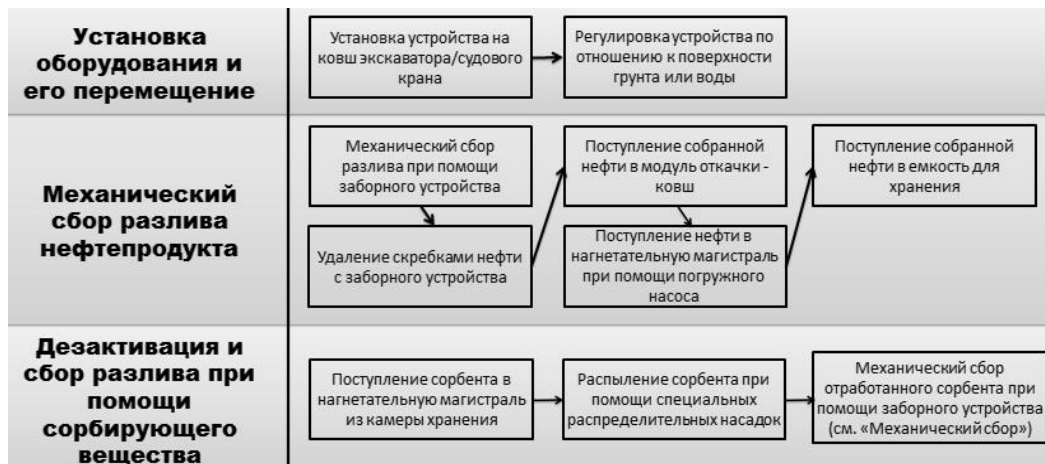 Установка
оборудования и
его перемещение
Установка устройства на
ковш экскаватора/судового
крана
Регулировка устройства по
отношению к поверхности
грунта или воды
Механический
сбор разлива
нефтепродукта
Механический сбор
разлива при помощи
заборного устройства
Удаление скребками нефти
с заборного устройства
Поступление собранной
нефти в модуль откачки -
ковш
Поступление нефти в
нагнетательную магистраль
при помощи погружного
насоса
Поступление собранной
нефти в емкость для
хранения
Дезактивация и
сбор разлива при
помощи
сорбирующего
вещества
Поступление сорбента в
нагнетательную магистраль
из камеры хранения
Распыление сорбента при
помощи специальных
распределительных насадок
Механический сбор
отработанного сорбента при
помощи заборного устройства
(см. «Механический сбор»)